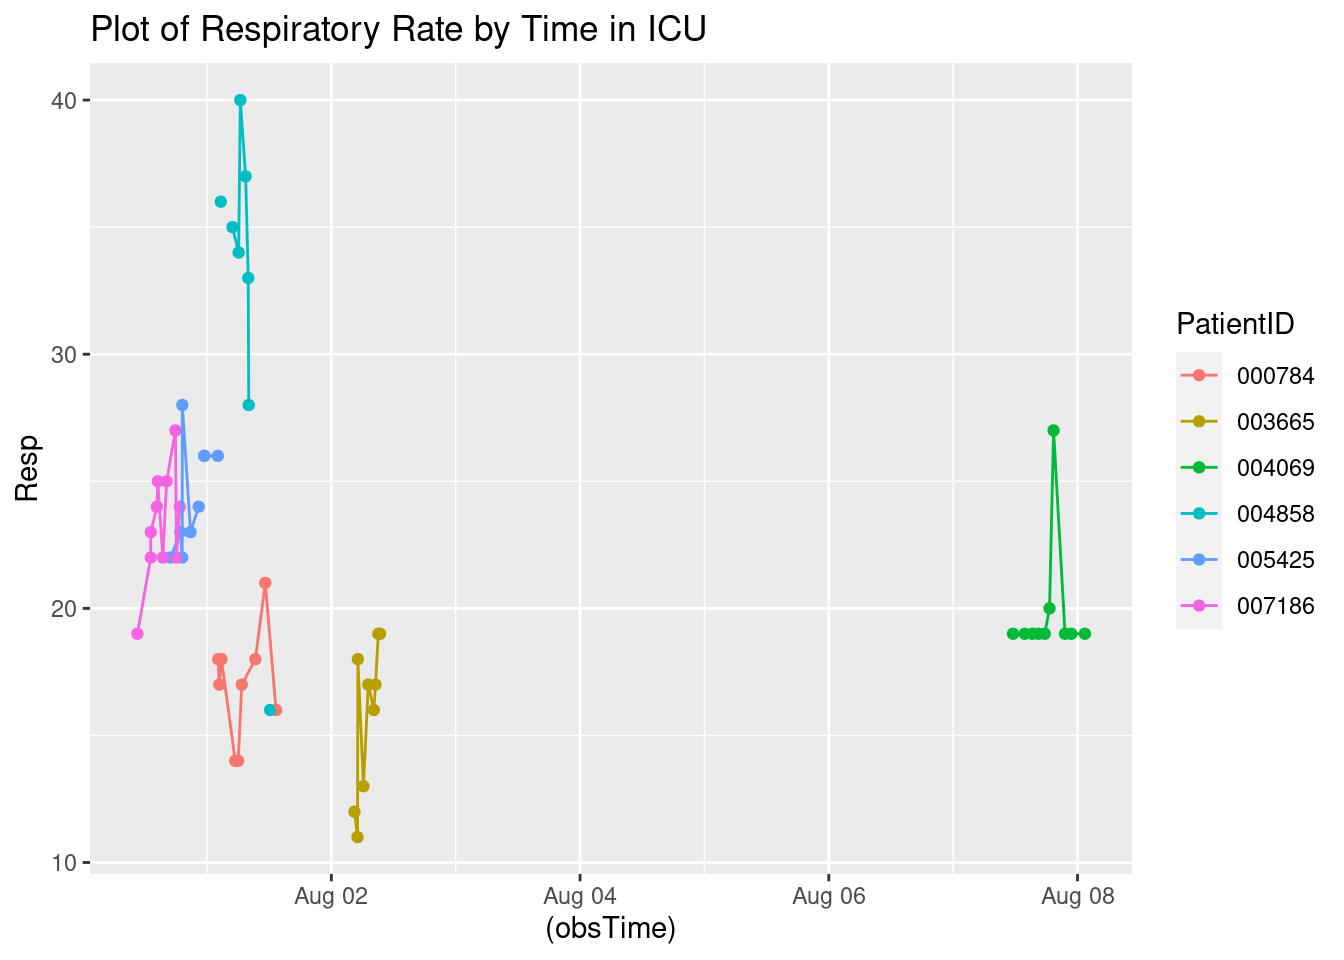 Plot of Respiratory Rate by Time in ICU
40
30
20
10
Resp
Aug 02
Aug 04
Aug 06
Aug 08
(obsTime)
PatientID
000784
003665
004069
004858
005425
007186